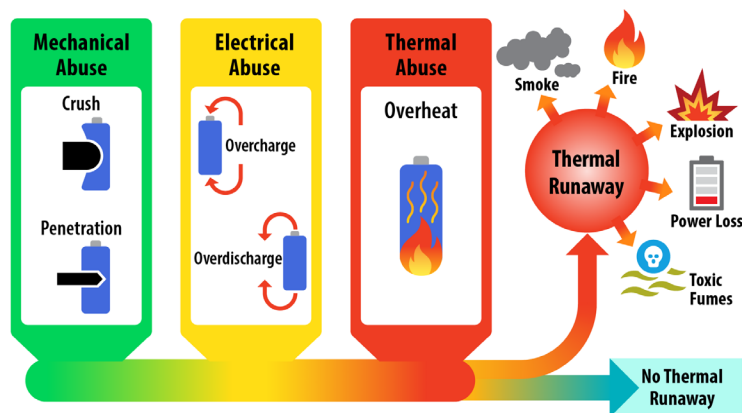 Mechanical
Abuse
Crush
Penetration
Electrical
Abuse
Overcharge
Overdischarge
Thermal
Abuse
Overheat
Smoke
Fire
Explosion
Thermal
Runaway
Power Loss
Toxic
Fumes
No Thermal
Runaway